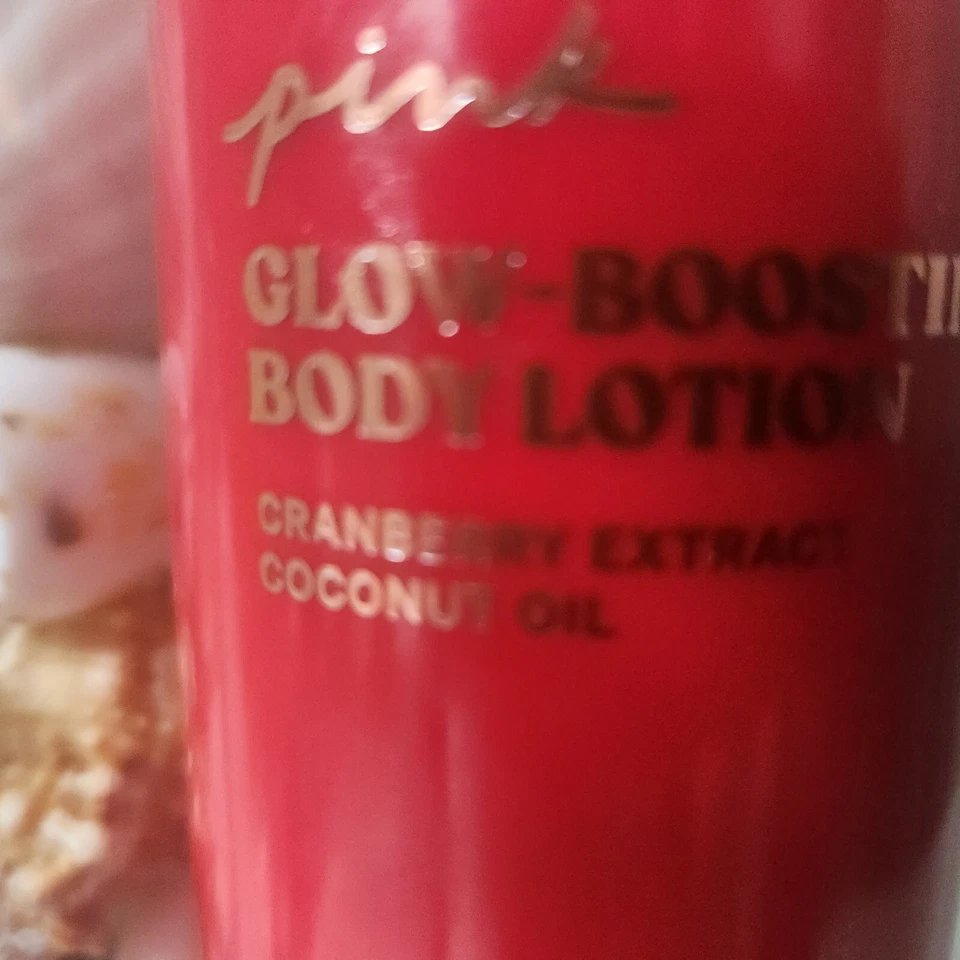 pink
GLOW-BOOSTI
BODY LOTION
CRANBERRY EXTRACT
COCONUT OIL